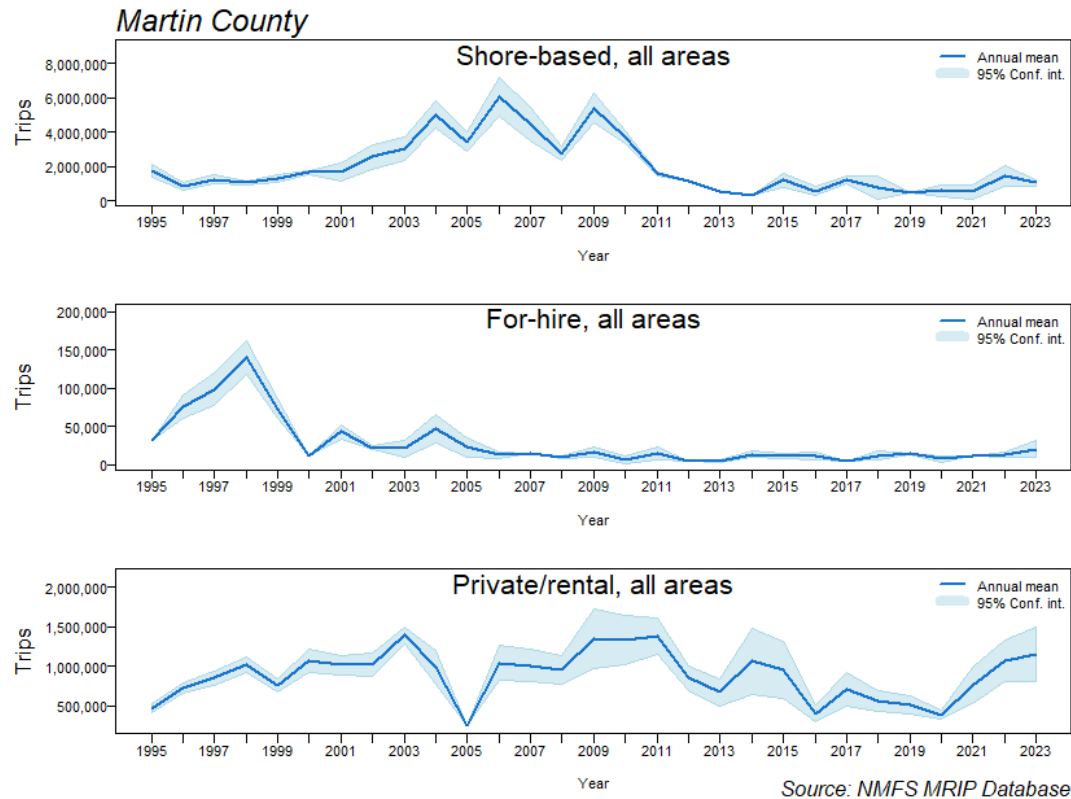 Martin County
Shore-based, all areas
Annual mean
95% Conf. int.
Trips
8,000,000
6,000,000
4,000,000
2,000,000
0
1995 1997 1999 2001 2003 2005 2007 2009 2011 2013 2015 2017 2019 2021 2023
Year
For-hire, all areas
Annual mean
95% Conf. int.
Trips
200,000
150,000
100,000
50,000
0
1995 1997 1999 2001 2003 2005 2007 2009 2011 2013 2015 2017 2019 2021 2023
Year
Private/rental, all areas
Annual mean
95% Conf. int.
Trips
2,000,000
1,500,000
1,000,000
500,000
1995 1997 1999 2001 2003 2005 2007 2009 2011 2013 2015 2017 2019 2021 2023
Year
Source: NMFS MRIP Database